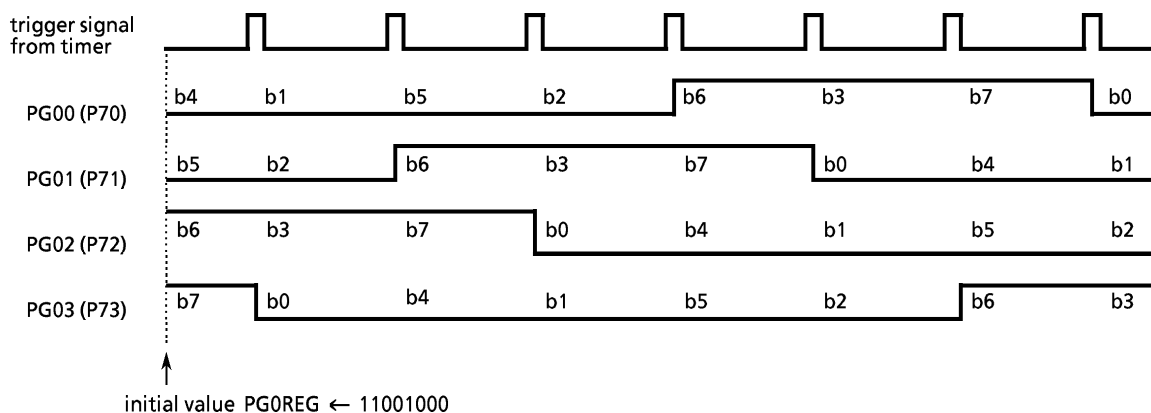 trigger signal
from timer
PG00 (P70) b4 b1 b5 b2 b6 b3 b7 b0
PG01 (P71) b5 b2 b6 b3 b7 b0 b4 b1
PG02 (P72) b6 b3 b7 b0 b4 b1 b5 b2
PG03 (P73) b7 b0 b4 b1 b5 b2 b6 b3
initial value PG0REG ← 11001000